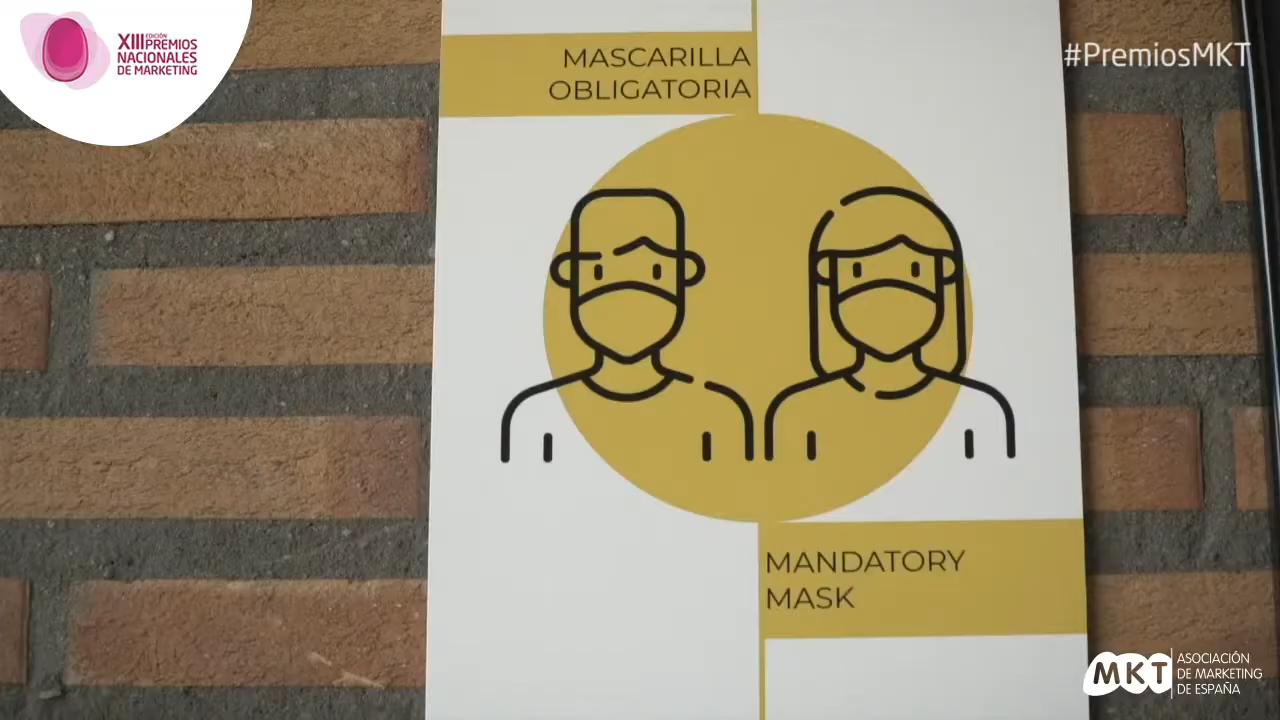 XIII EDICIÓN
PREMIOS
NACIONALES
DE MARKETING
#PremiosMKT
MASCARILLA
OBLIGATORIA
MANDATORY
MASK
MKT
ASOCIACIÓN
DE MARKETING
DE ESPAÑA